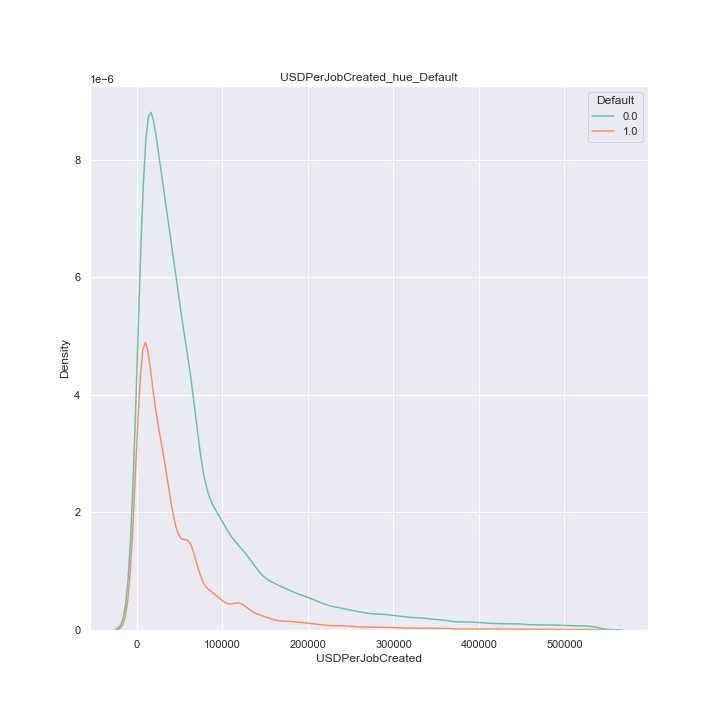 USDPerJobCreated_hue_Default
1e−6
Default
0.0
1.0
8
6
4
2
0
Density
0
100000
200000
300000
400000
500000
USDPerJobCreated